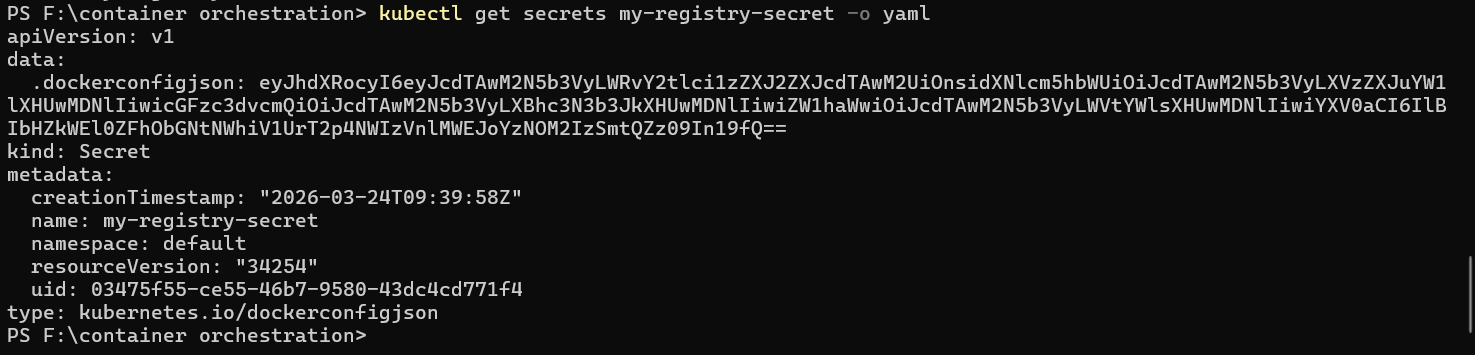 PS F:\container orchestration> kubectl get secrets my-registry-secret -o yaml
apiVersion: v1
data:
  .dockerconfigjson: eyJhdXRocyI6eyJcdTAwM2N5b3VyLWRvY2tlci1zZXJ2ZXJcdTAwM2UiOnsidXNlcm5hbWUiOiJcdTAwM2N5b3VyLXVzZXJuYW1
lXHUwMDNlIiwicGFzc3dvcmQiOiJcdTAwM2N5b3VyLXBhc3N3b3JkXHUwMDNlIiwiZW1haWwiOiJcdTAwM2N5b3VyLWVtYWlsXHUwMDNlIiwiYXV0aCI6IlB
IbHZkWEl0ZFhObGNtNWhiV1UrT2p4NWIzVnlMWEJoYzNOM2IzSmtQZz09In19fQ==
kind: Secret
metadata:
  creationTimestamp: "2026-03-24T09:39:58Z"
  name: my-registry-secret
  namespace: default
  resourceVersion: "34254"
  uid: 03475f55-ce55-46b7-9580-43dc4cd771f4
type: kubernetes.io/dockerconfigjson
PS F:\container orchestration>